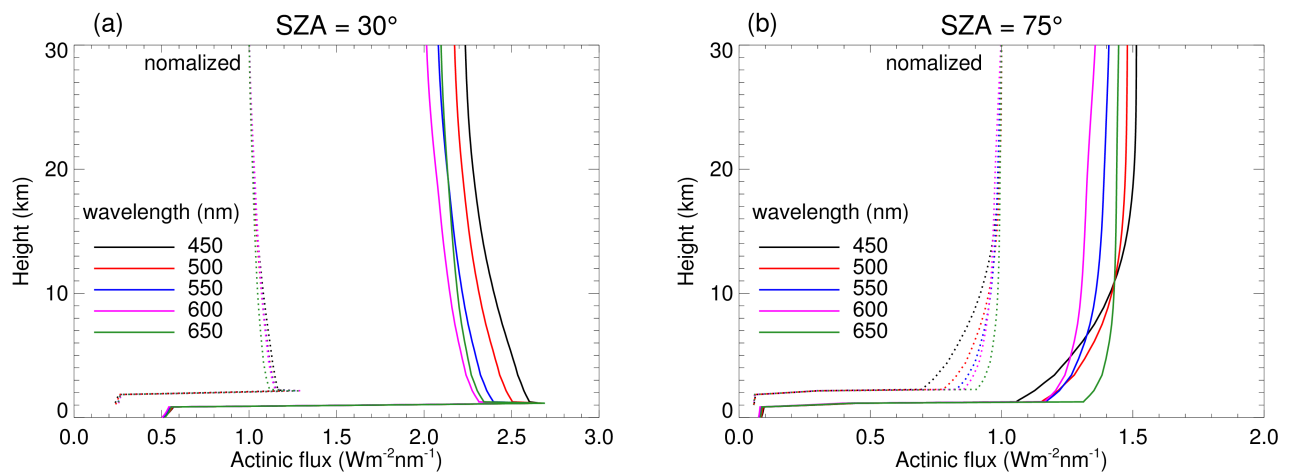 (a)
SZA = 30°
30
nomalized
20
wavelength (nm)
450
500
550
600
650
10
0
Height (km)
0.0 0.5 1.0 1.5 2.0 2.5 3.0
Actinic flux (Wm⁻²nm⁻¹)
(b)
SZA = 75°
30
nomalized
20
wavelength (nm)
450
500
550
600
650
10
0
Height (km)
0.0 0.5 1.0 1.5 2.0
Actinic flux (Wm⁻²nm⁻¹)